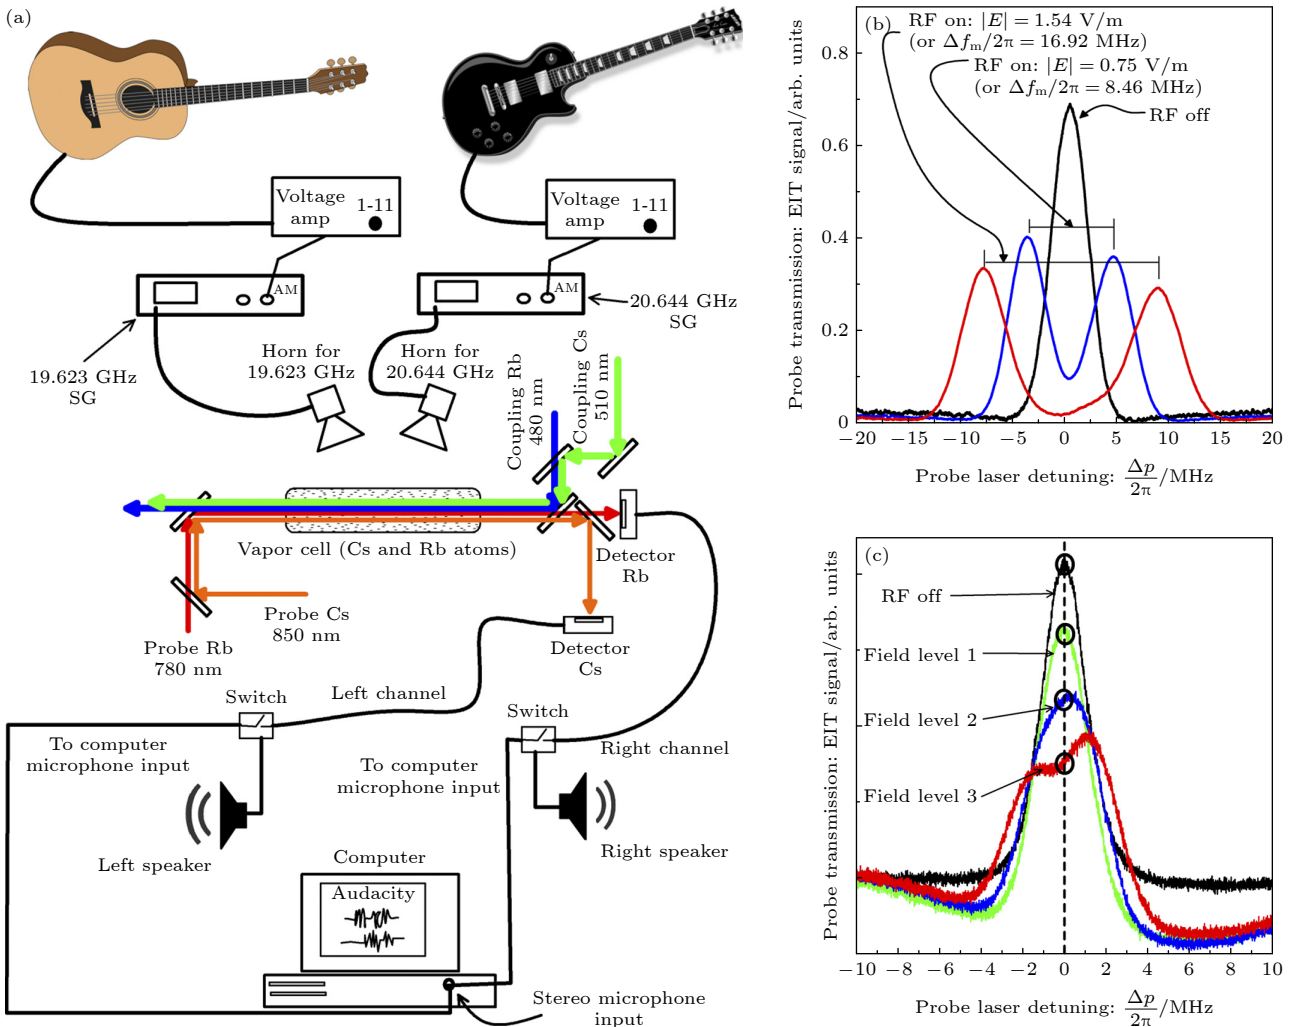 (a)
Voltage
amp
1-11
Voltage
amp
1-11
AM
AM
19.623 GHz
SG
20.644 GHz
SG
Horn for
19.623 GHz
Horn for
20.644 GHz
Coupling Rb
480 nm
Coupling Cs
510 nm
Vapor cell (Cs and Rb atoms)
Detector
Rb
Probe Cs
850 nm
Probe Rb
780 nm
Detector
Cs
Left channel
Switch
Switch
To computer
microphone input
Right channel
To computer
microphone input
Left speaker
Right speaker
Computer
Audacity
Stereo microphone
input
(b)
RF on: |E| = 1.54 V/m
(or Δfm/2π = 16.92 MHz)
RF on: |E| = 0.75 V/m
(or Δfm/2π = 8.46 MHz)
RF off
Probe transmission: EIT signal/arb. units
0.8
0.6
0.4
0.2
0
−20 −15 −10 −5 0 5 10 15 20
Probe laser detuning: Δp/2π /MHz
(c)
RF off
Field level 1
Field level 2
Field level 3
Probe transmission: EIT signal/arb. units
−10 −8 −6 −4 −2 0 2 4 6 8 10
Probe laser detuning: Δp/2π /MHz